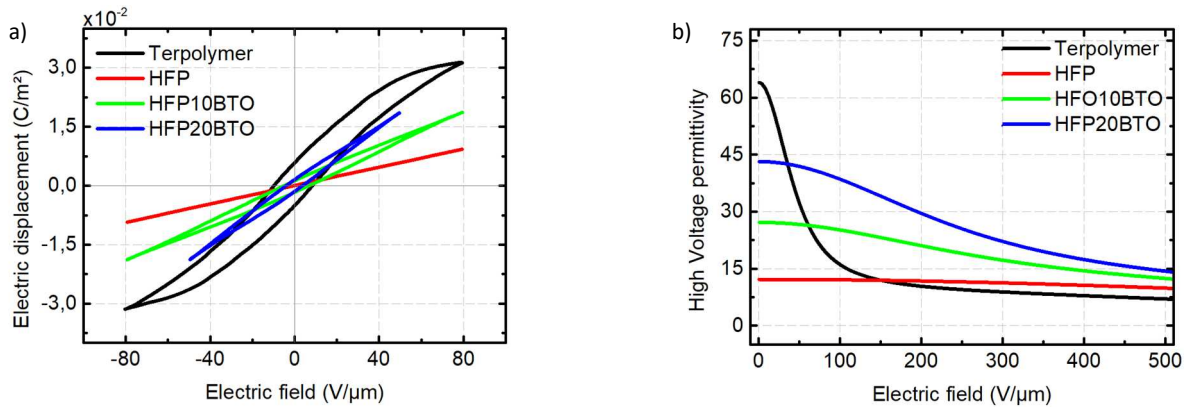 a)
x10⁻²
Terpolymer
HFP
HFP10BTO
HFP20BTO
3,0
1,5
0,0
-1,5
-3,0
Electric displacement (C/m²)
-80 -40 0 40 80
Electric field (V/µm)
b)
Terpolymer
HFP
HFO10BTO
HFP20BTO
75
60
45
30
15
0
High Voltage permittivity
0 100 200 300 400 500
Electric field (V/µm)